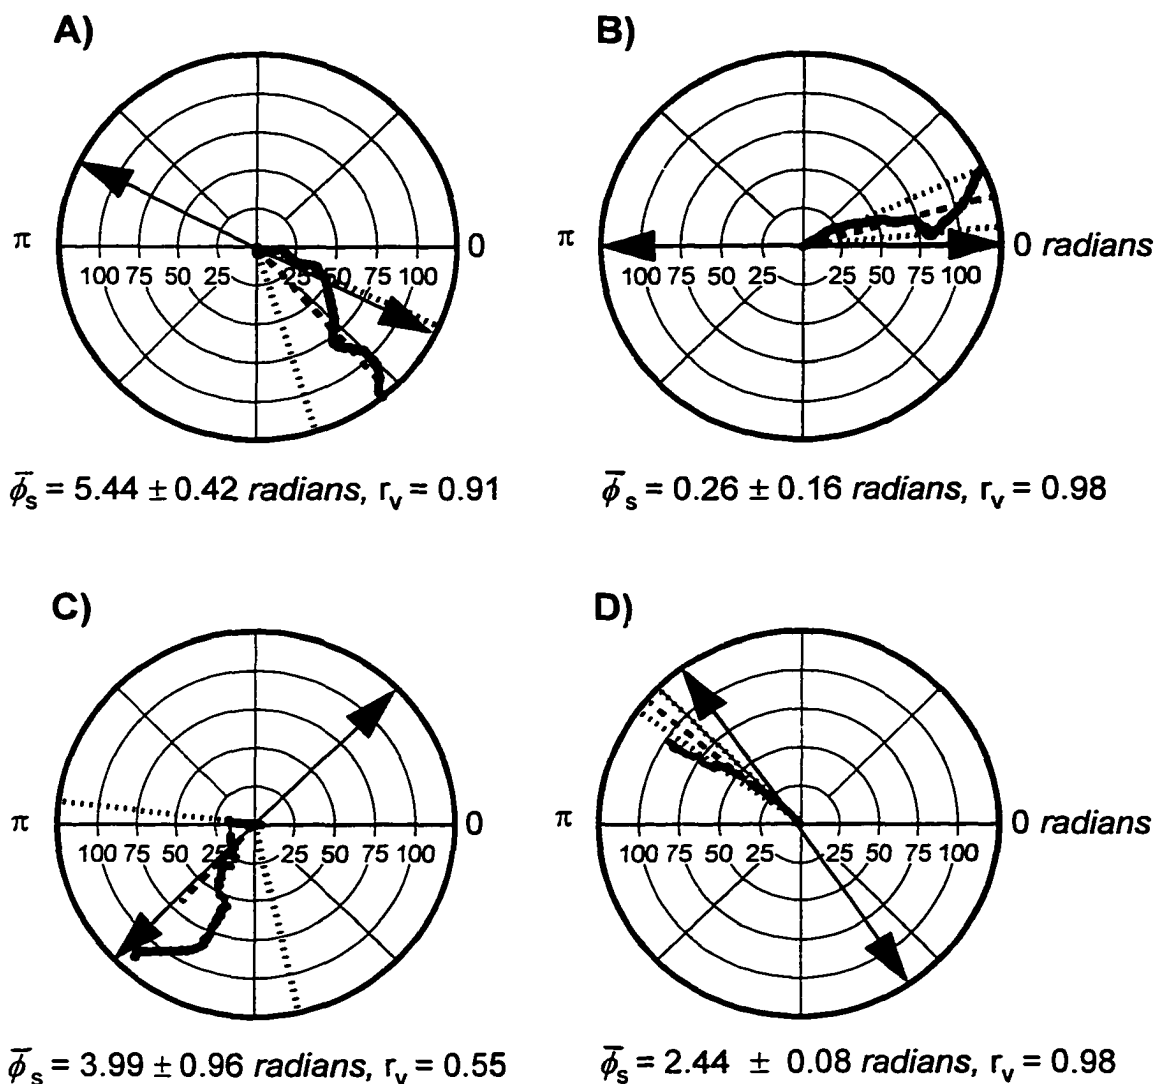 A)
B)
π
100 75 50 25
25 50 75 100
0
π
100 75 50 25
25 50 75 100
0 radians
ϕ̄s = 5.44 ± 0.42 radians, rv = 0.91
ϕ̄s = 0.26 ± 0.16 radians, rv = 0.98
C)
D)
π
100 75 50 25
25 50 75 100
0
π
100 75 50 25
25 50 75 100
0 radians
ϕ̄s = 3.99 ± 0.96 radians, rv = 0.55
ϕ̄s = 2.44 ± 0.08 radians, rv = 0.98